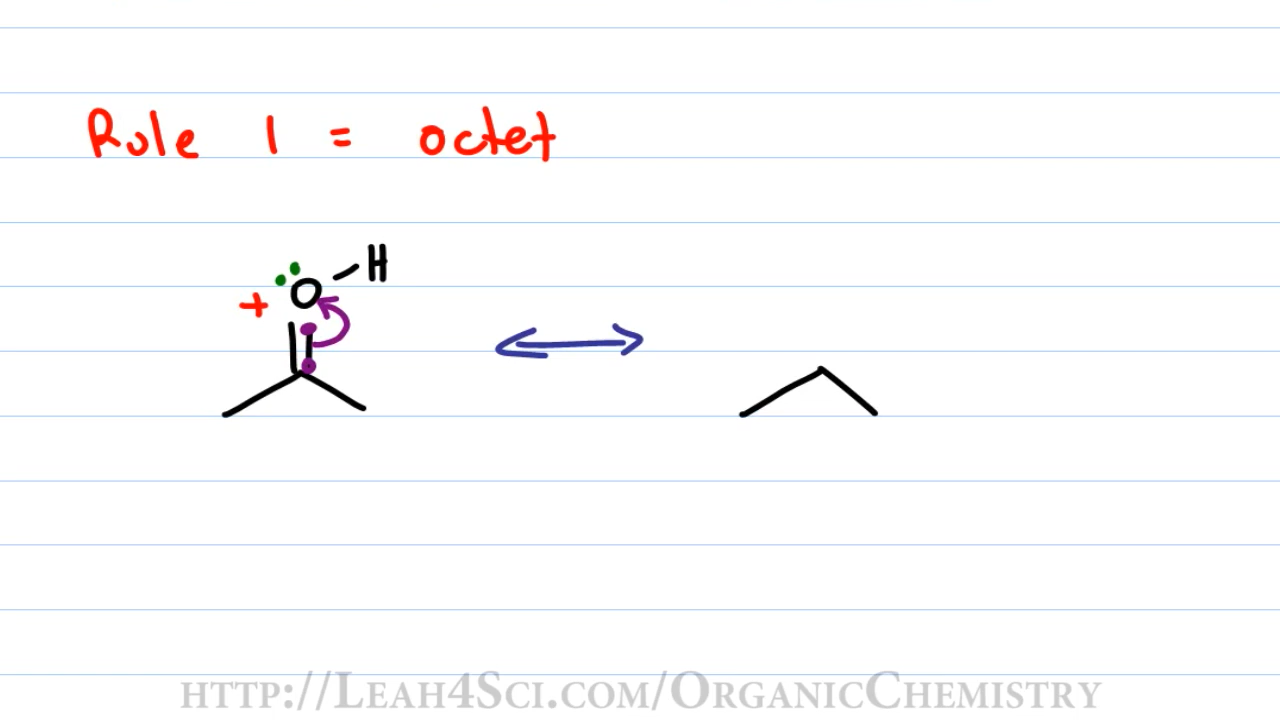 Rule 1 = octet
O H
+
HTTP://LEAH4SCI.COM/ORGANICCHEMISTRY